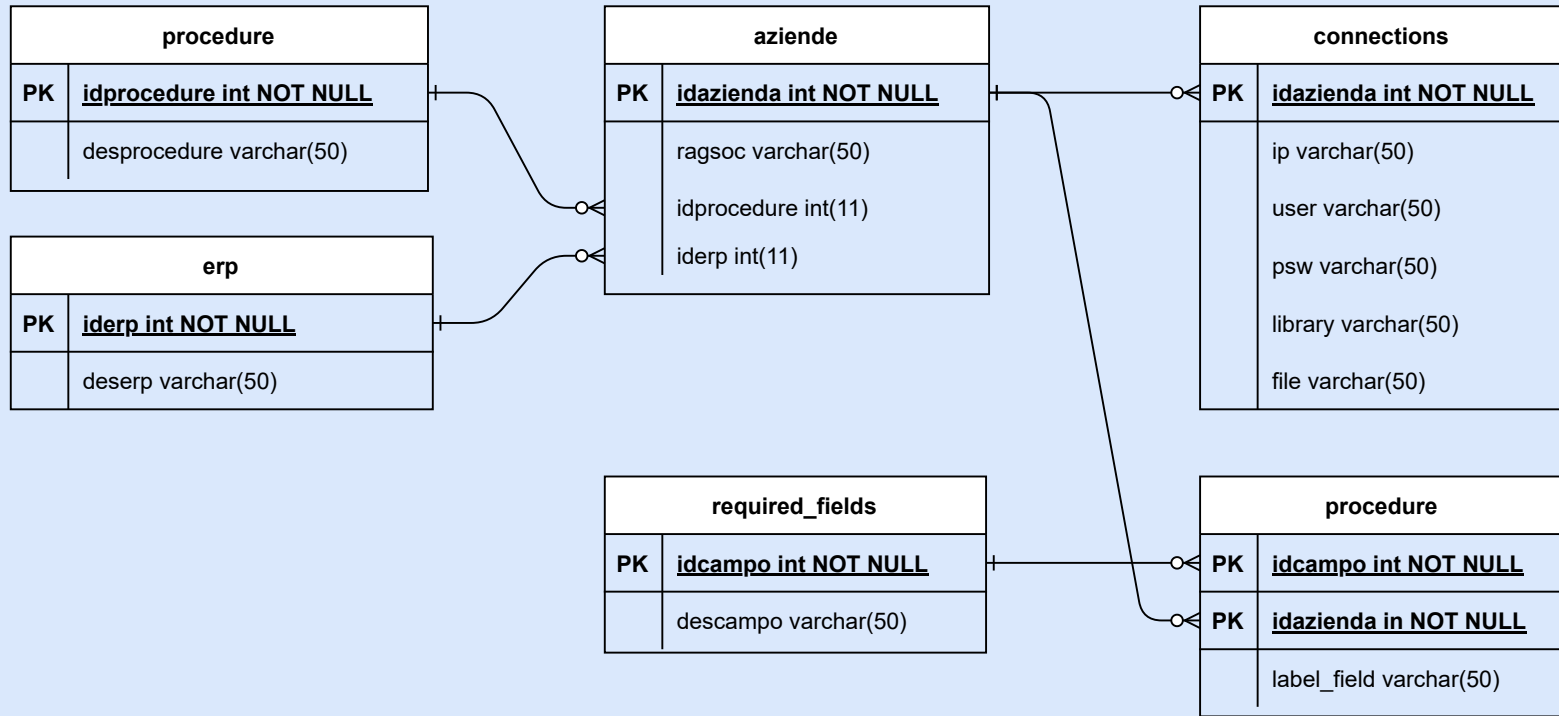 procedure
PK idprocedure int NOT NULL
desprocedure varchar(50)
erp
PK iderp int NOT NULL
deserp varchar(50)
aziende
PK idazienda int NOT NULL
ragsoc varchar(50)
idprocedure int(11)
iderp int(11)
connections
PK idazienda int NOT NULL
ip varchar(50)
user varchar(50)
psw varchar(50)
library varchar(50)
file varchar(50)
required_fields
PK idcampo int NOT NULL
descampo varchar(50)
procedure
PK idcampo int NOT NULL
PK idazienda in NOT NULL
label_field varchar(50)